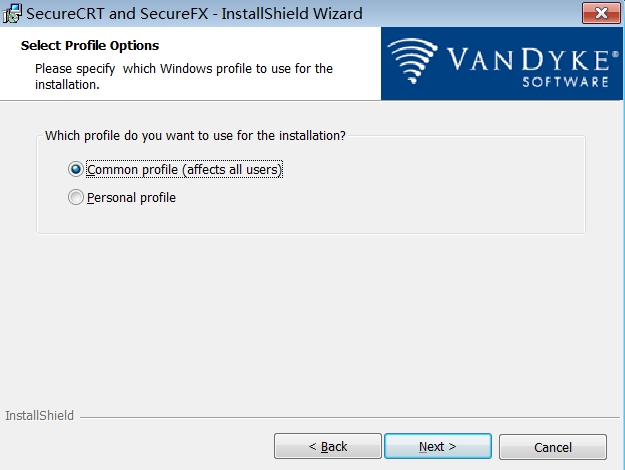 SecureCRT and SecureFX - InstallShield Wizard
Select Profile Options
Please specify  which Windows profile to use for the
installation.
VANDYKE®
SOFTWARE
Which profile do you want to use for the installation?
Common profile (affects all users)
Personal profile
InstallShield
< Back
Next >
Cancel